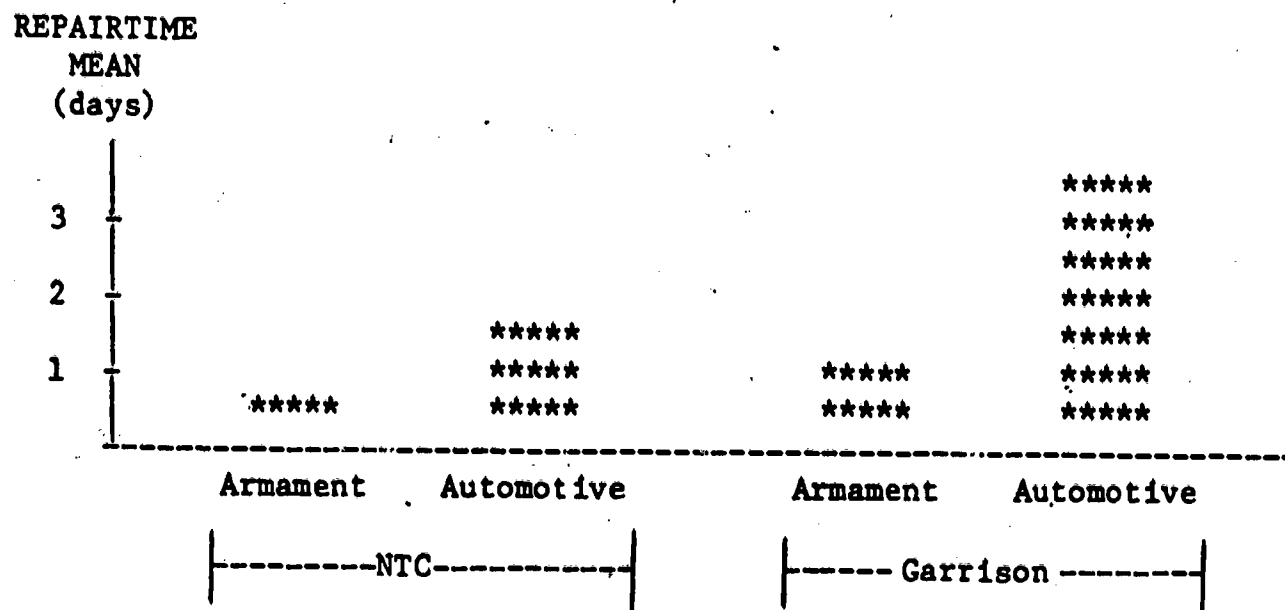 REPAIRTIME
MEAN
(days)
*****
3 *****
*****
2 *****
***** *****
1 ***** ***** *****
***** ***** ***** *****
Armament Automotive Armament Automotive
|---------NTC-----------| |------ Garrison -------|